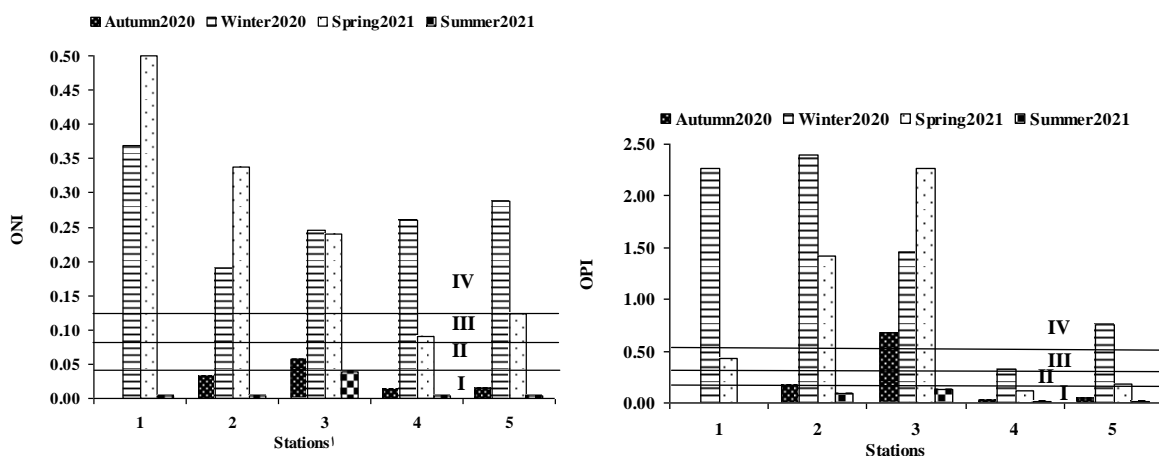 Autumn2020 Winter2020 Spring2021 Summer2021
0.50
0.45
0.40
0.35
0.30
0.25
0.20
0.15
0.10
0.05
0.00
ONI
IV
III
II
I
1 2 3 4 5
Stations١
Autumn2020 Winter2020 Spring2021 Summer2021
2.50
2.00
1.50
1.00
0.50
0.00
OPI
IV
III
II
I
1 2 3 4 5
Stations